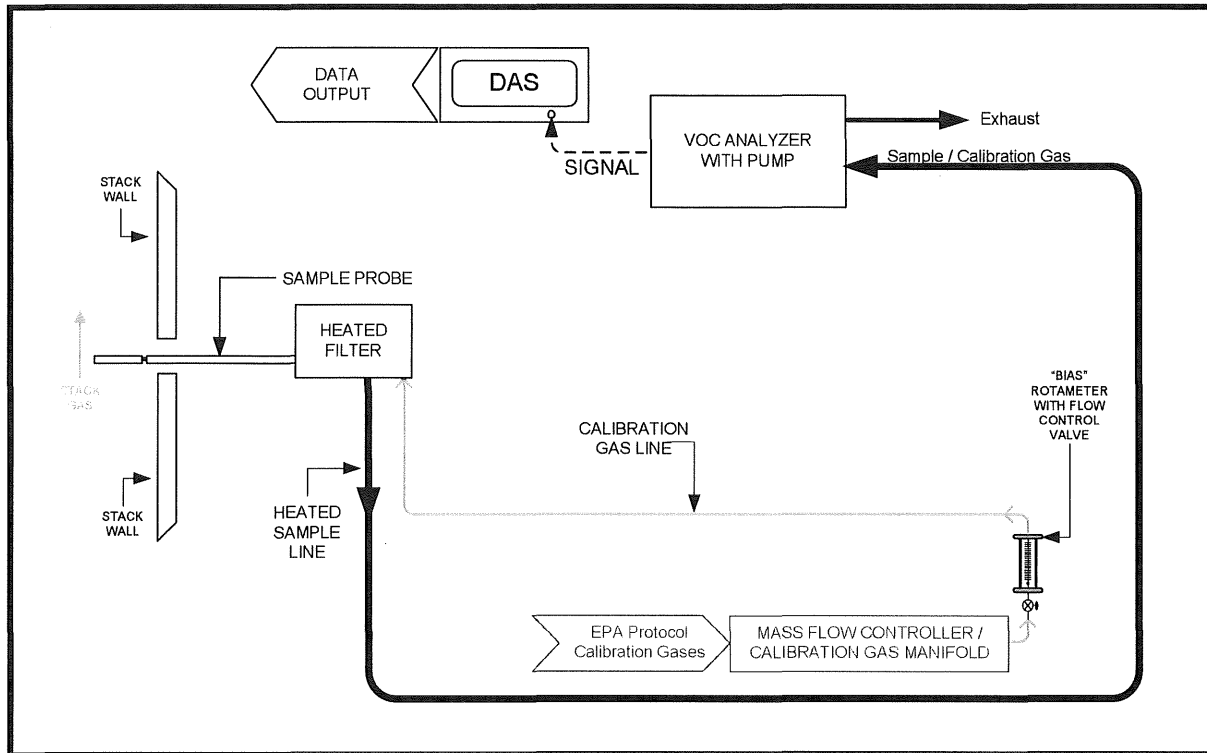 DATA
OUTPUT
DAS
SIGNAL
VOC ANALYZER
WITH PUMP
Exhaust
Sample / Calibration Gas
STACK
WALL
SAMPLE PROBE
HEATED
FILTER
STACK
GAS
STACK
WALL
HEATED
SAMPLE
LINE
CALIBRATION
GAS LINE
"BIAS"
ROTAMETER
WITH FLOW
CONTROL
VALVE
EPA Protocol
Calibration Gases
MASS FLOW CONTROLLER /
CALIBRATION GAS MANIFOLD